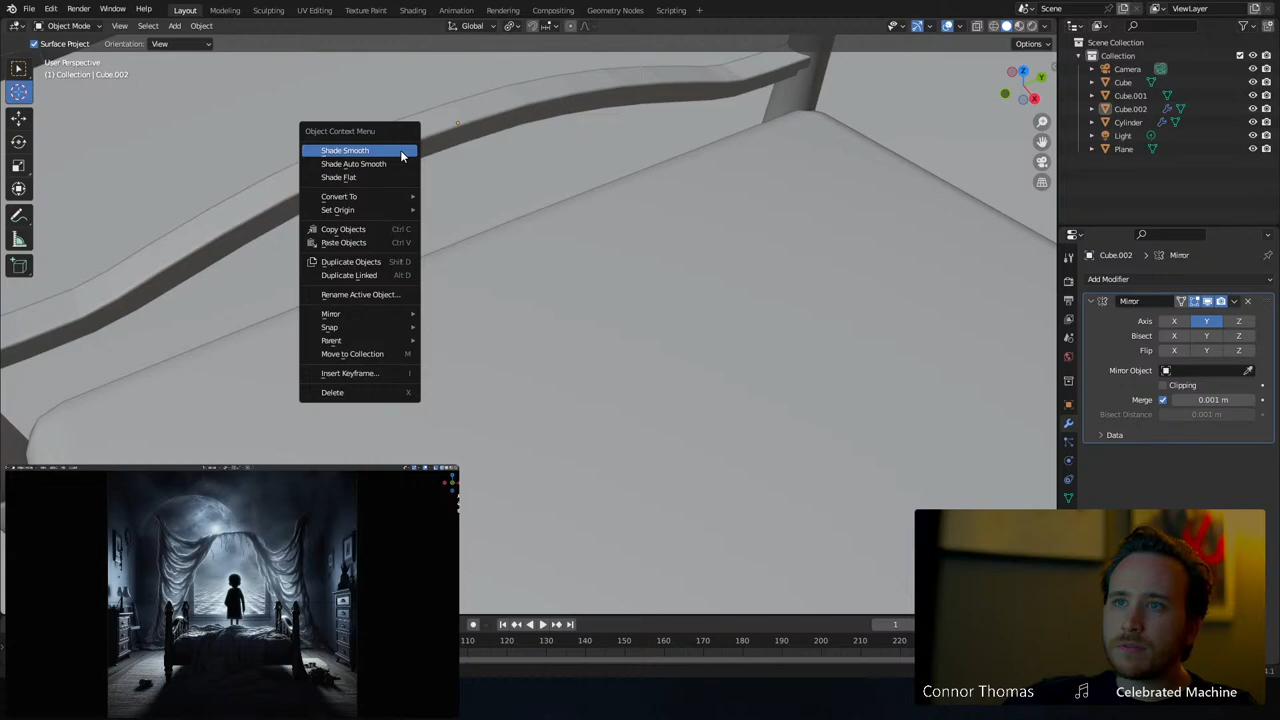 File Edit Render Window Help Layout Modeling Sculpting UV Editing Texture Paint Shading Animation Rendering Compositing Geometry Nodes Scripting Scene ViewLayer
Object Mode View Select Add Object Global
Surface Project Orientation: View Options
User Perspective
(1) Collection | Cube.002
Z
Y
X
Object Context Menu
Shade Smooth
Shade Auto Smooth
Shade Flat
Convert To
Set Origin
Copy Objects Ctrl C
Paste Objects Ctrl V
Duplicate Objects Shift D
Duplicate Linked Alt D
Rename Active Object...
Mirror
Snap
Parent
Move to Collection M
Insert Keyframe... I
Delete X
Scene Collection
Collection
Camera
Cube
Cube.001
Cube.002
Cylinder
Light
Plane
Cube.002 Mirror
Add Modifier
Mirror
Axis X Y Z
Bisect X Y Z
Flip X Y Z
Mirror Object
Clipping
Merge 0.001 m
Bisect Distance 0.001 m
Data
1
110 120 130 140 150 160 170 180 190 200 210 220
Connor Thomas Celebrated Machine